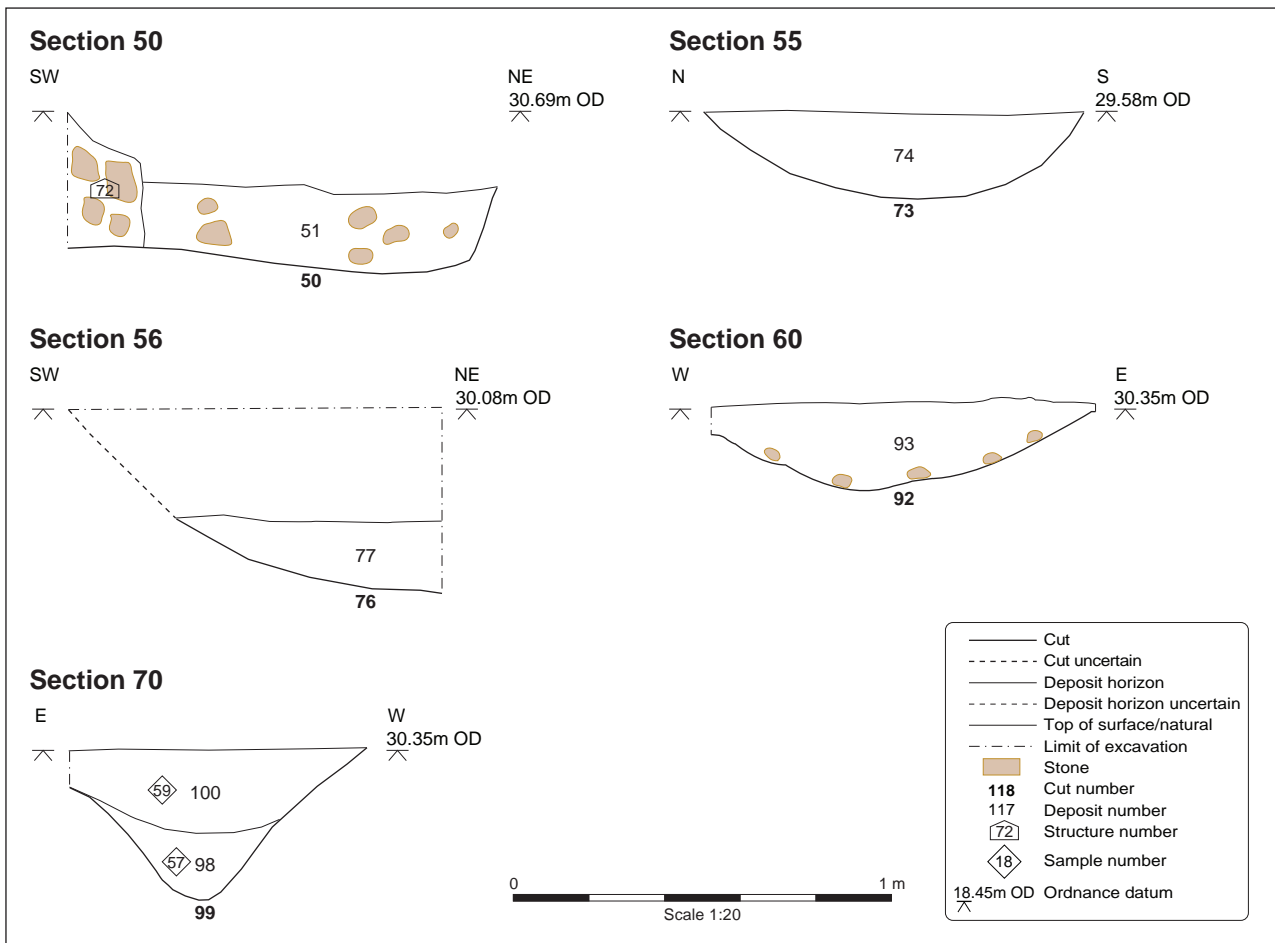 Section 50
SW
NE
30.69m OD
72
51
50
Section 55
N
S
29.58m OD
74
73
Section 56
SW
NE
30.08m OD
77
76
Section 60
W
E
30.35m OD
93
92
Section 70
E
W
30.35m OD
59
100
57
98
99
0
1 m
Scale 1:20
Cut
Cut uncertain
Deposit horizon
Deposit horizon uncertain
Top of surface/natural
Limit of excavation
Stone
118 Cut number
117 Deposit number
72 Structure number
18 Sample number
18.45m OD Ordnance datum